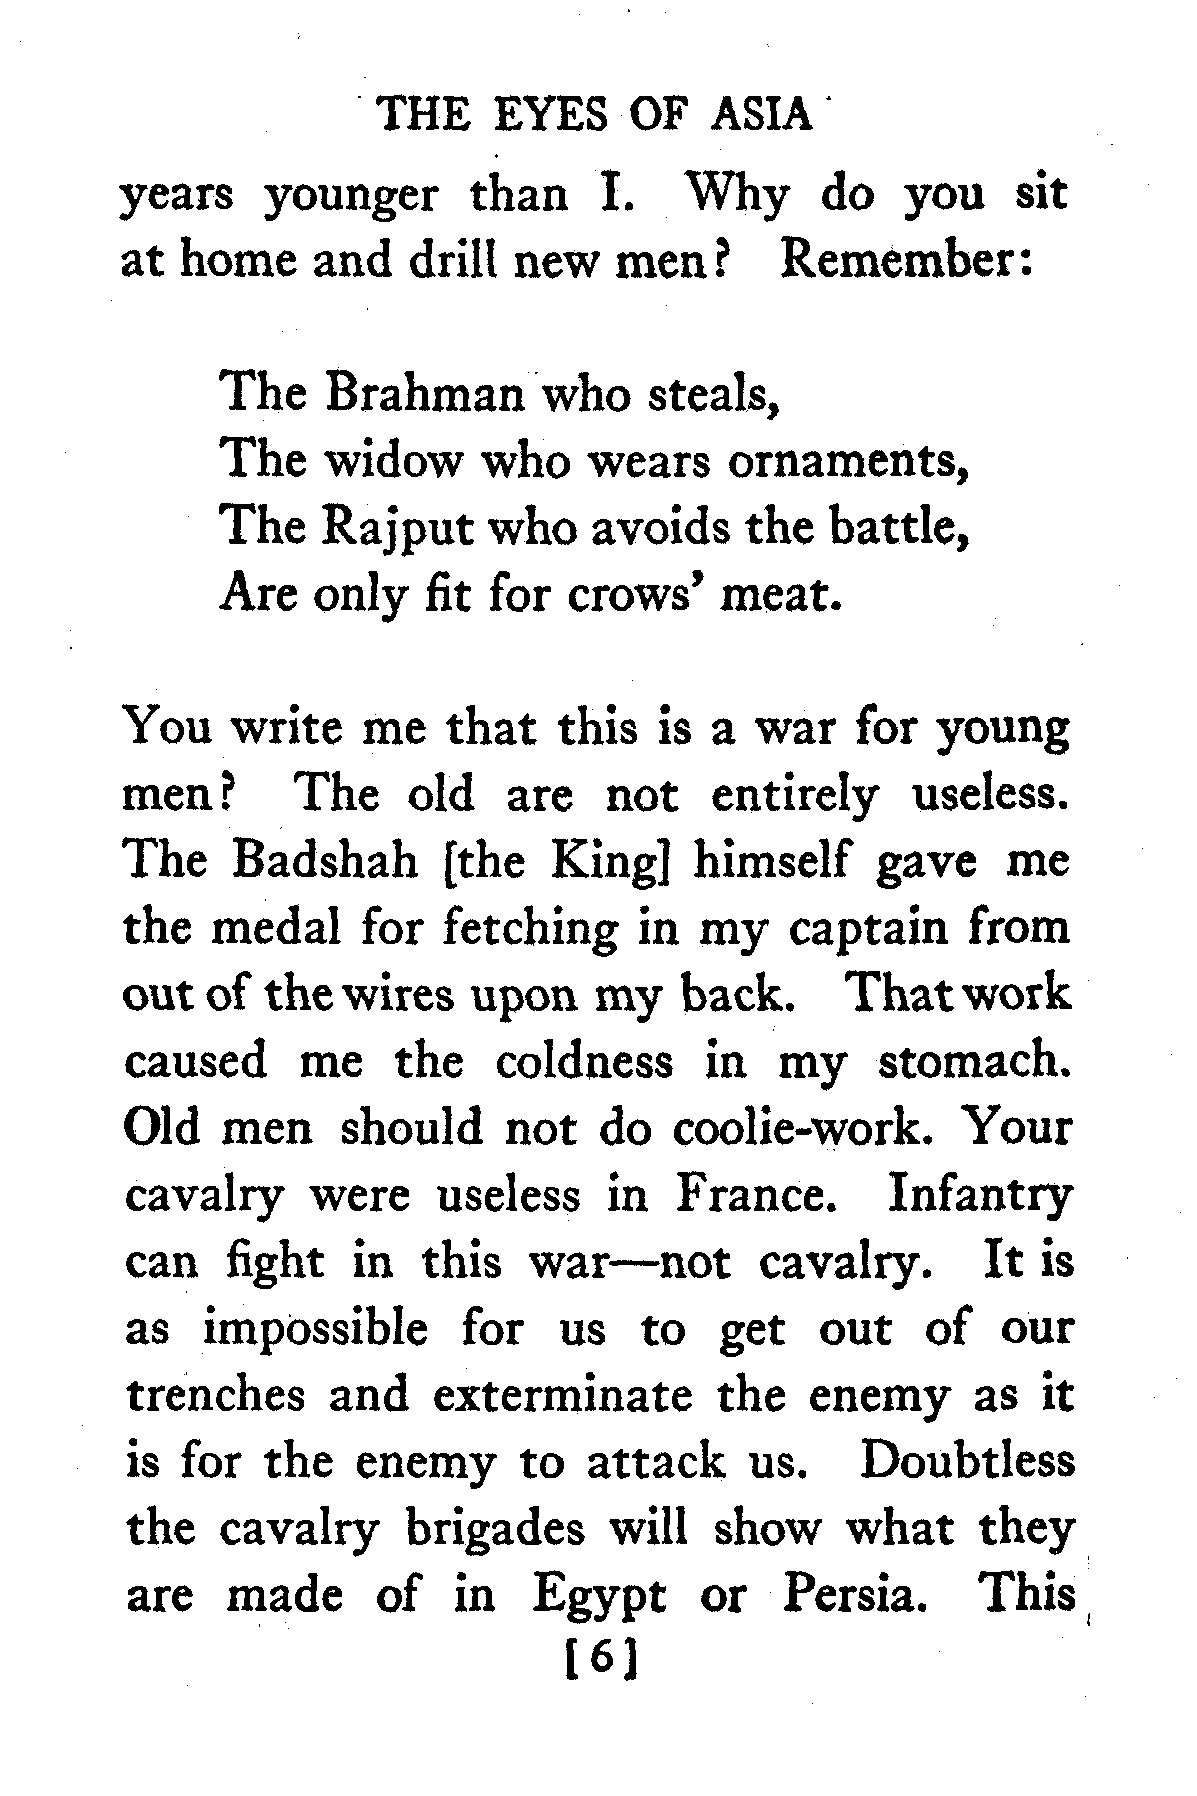 THE EYES OF ASIA
years younger than I. Why do you sit
at home and drill new men? Remember:
The Brahman who steals,
The widow who wears ornaments,
The Rajput who avoids the battle,
Are only fit for crows’ meat.
You write me that this is a war for young
men? The old are not entirely useless.
The Badshah [the King] himself gave me
the medal for fetching in my captain from
out of the wires upon my back. That work
caused me the coldness in my stomach.
Old men should not do coolie-work. Your
cavalry were useless in France. Infantry
can fight in this war—not cavalry. It is
as impossible for us to get out of our
trenches and exterminate the enemy as it
is for the enemy to attack us. Doubtless
the cavalry brigades will show what they
are made of in Egypt or Persia. This
[6]